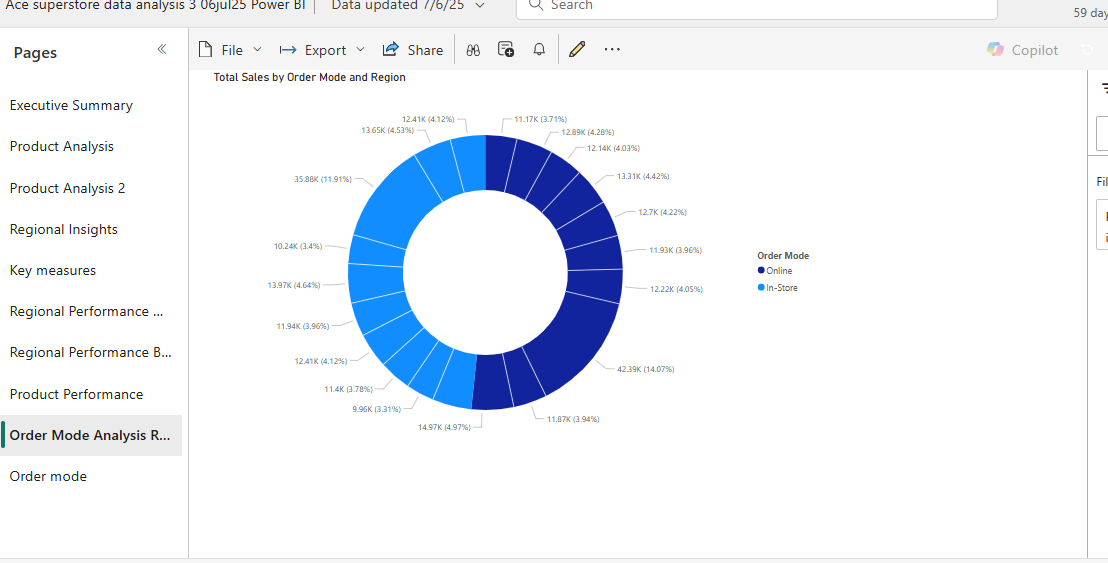 Ace superstore data analysis 3 06jul25 Power BI | Data updated 7/6/25
Search
59 day
Pages
File
Export
Share
Copilot
Executive Summary
Product Analysis
Product Analysis 2
Regional Insights
Key measures
Regional Performance ...
Regional Performance B...
Product Performance
Order Mode Analysis R...
Order mode
Total Sales by Order Mode and Region
12.41K (4.12%)
11.17K (3.71%)
13.65K (4.53%)
12.89K (4.28%)
12.14K (4.03%)
35.88K (11.91%)
13.31K (4.42%)
12.7K (4.22%)
10.24K (3.4%)
11.93K (3.96%)
13.97K (4.64%)
12.22K (4.05%)
11.94K (3.96%)
12.41K (4.12%)
42.39K (14.07%)
11.4K (3.78%)
9.96K (3.31%)
11.87K (3.94%)
14.97K (4.97%)
Order Mode
Online
In-Store